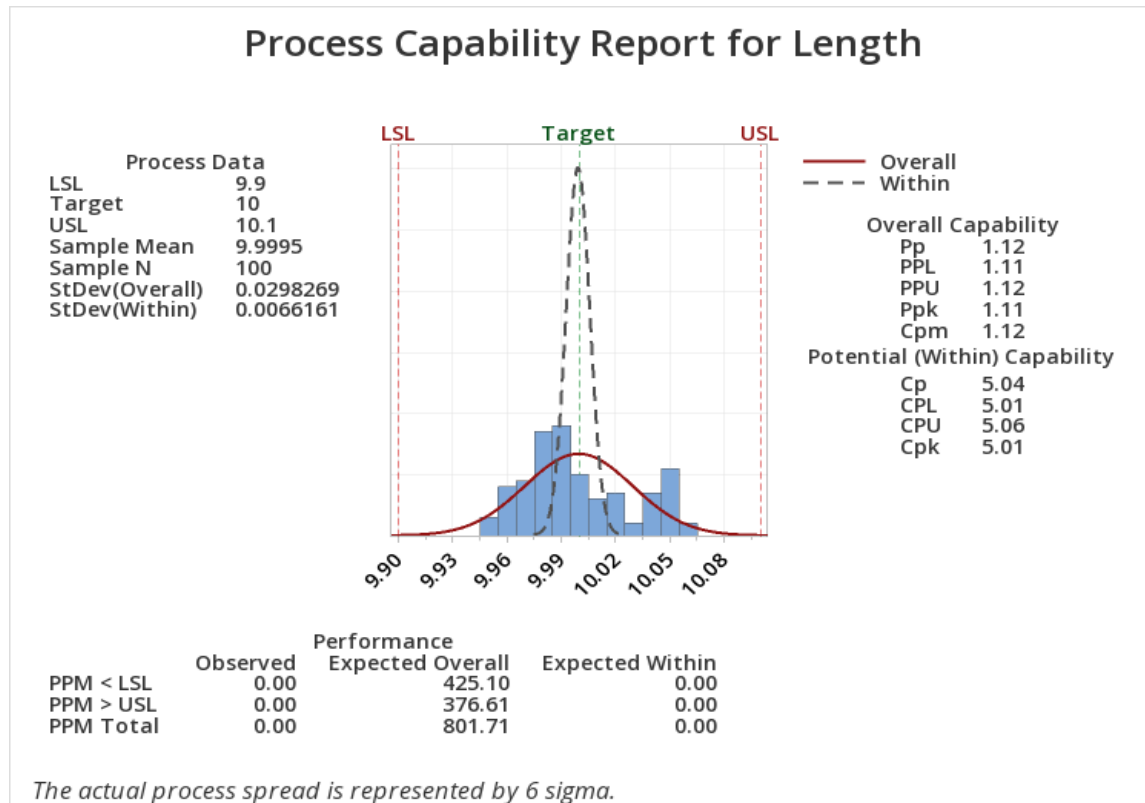 Process Capability Report for Length
LSL Target USL
Process Data
LSL 9.9
Target 10
USL 10.1
Sample Mean 9.9995
Sample N 100
StDev(Overall) 0.0298269
StDev(Within) 0.0066161
Overall
Within
Overall Capability
Pp 1.12
PPL 1.11
PPU 1.12
Ppk 1.11
Cpm 1.12
Potential (Within) Capability
Cp 5.04
CPL 5.01
CPU 5.06
Cpk 5.01
9.90 9.93 9.96 9.99 10.02 10.05 10.08
Performance
Observed Expected Overall Expected Within
PPM < LSL 0.00 425.10 0.00
PPM > USL 0.00 376.61 0.00
PPM Total 0.00 801.71 0.00
The actual process spread is represented by 6 sigma.